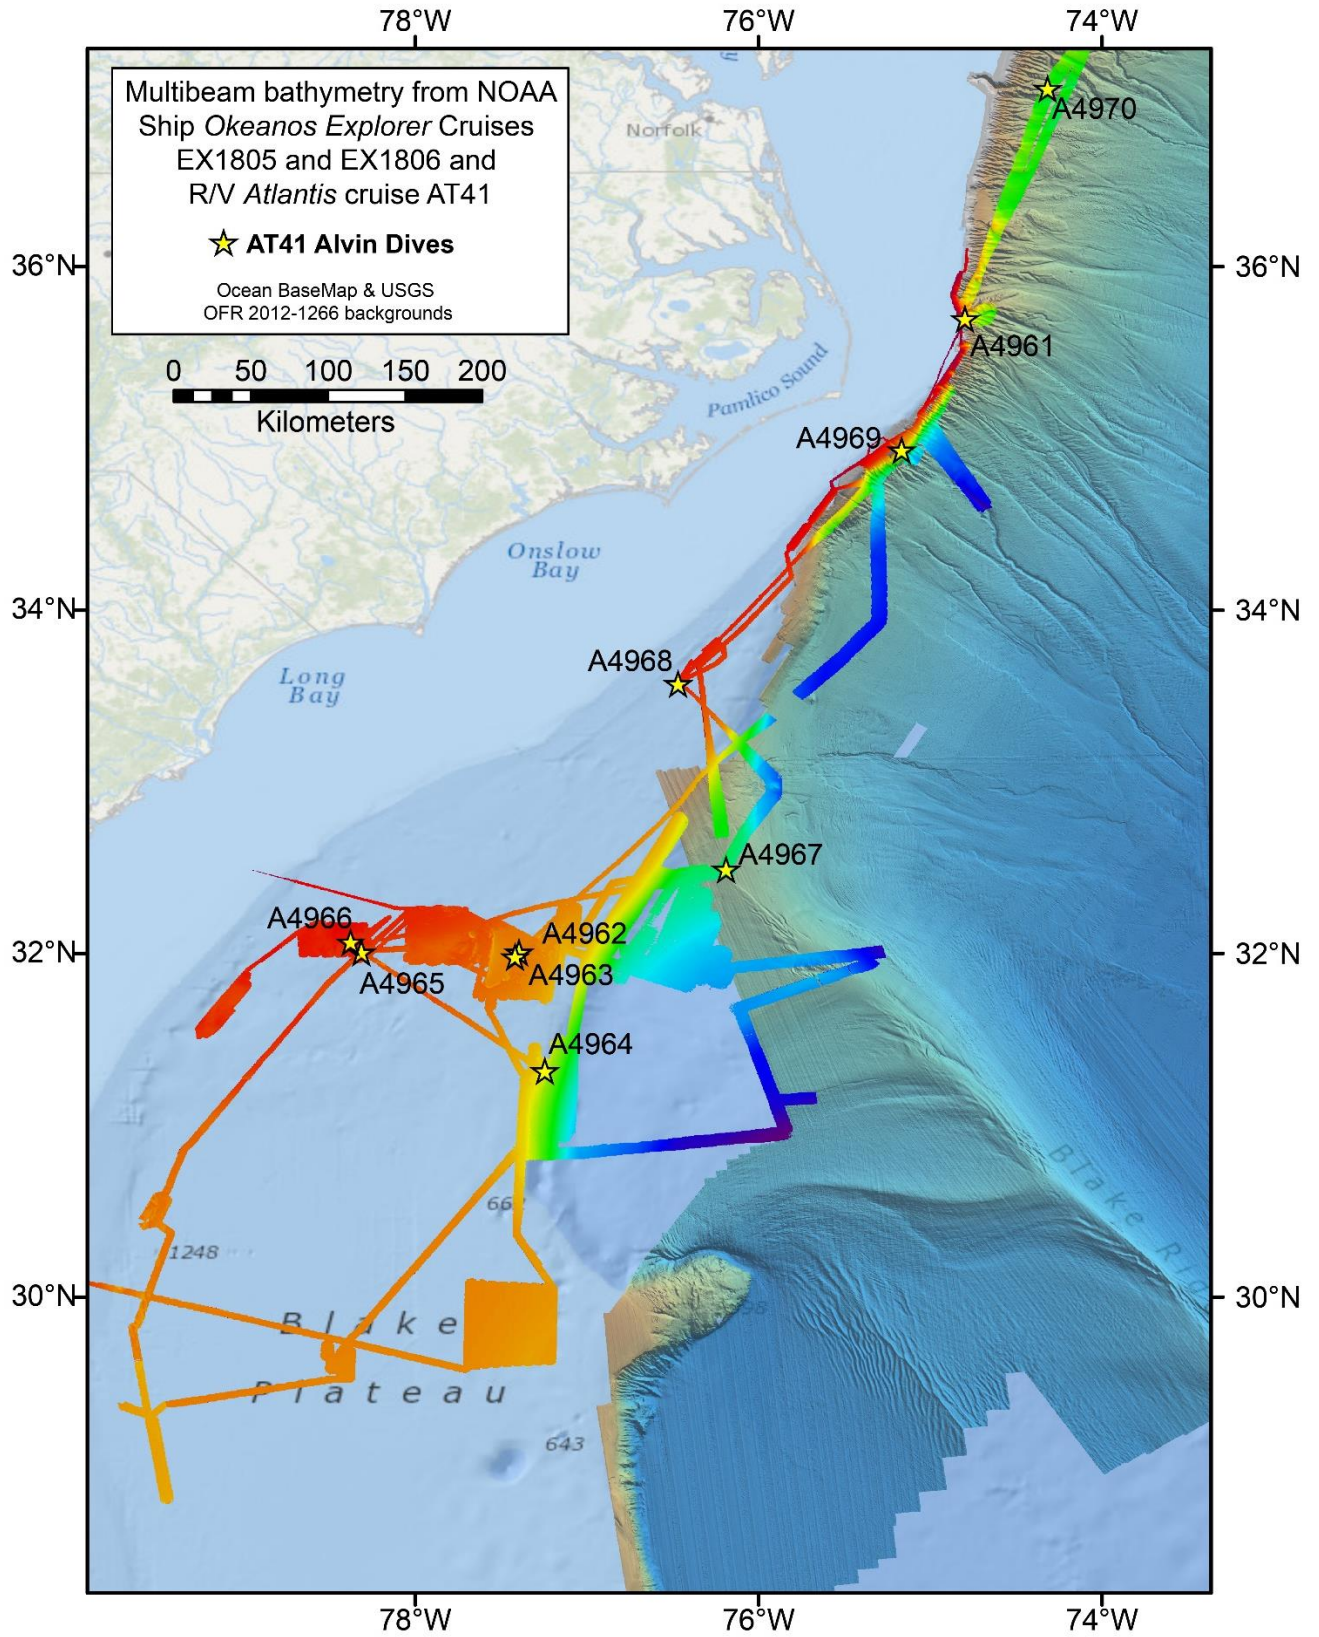 78°W 76°W 74°W
Multibeam bathymetry from NOAA
Ship Okeanos Explorer Cruises
EX1805 and EX1806 and
R/V Atlantis cruise AT41
AT41 Alvin Dives
Ocean BaseMap & USGS
OFR 2012-1266 backgrounds
0 50 100 150 200
Kilometers
Norfolk
A4970
36°N 36°N
A4961
Pamlico Sound
A4969
Onslow
Bay
34°N 34°N
A4968
Long
Bay
A4967
A4966
A4962
32°N 32°N
A4963
A4965
A4964
Blake
1248
30°N 30°N
Blake
Plateau
643
78°W 76°W 74°W